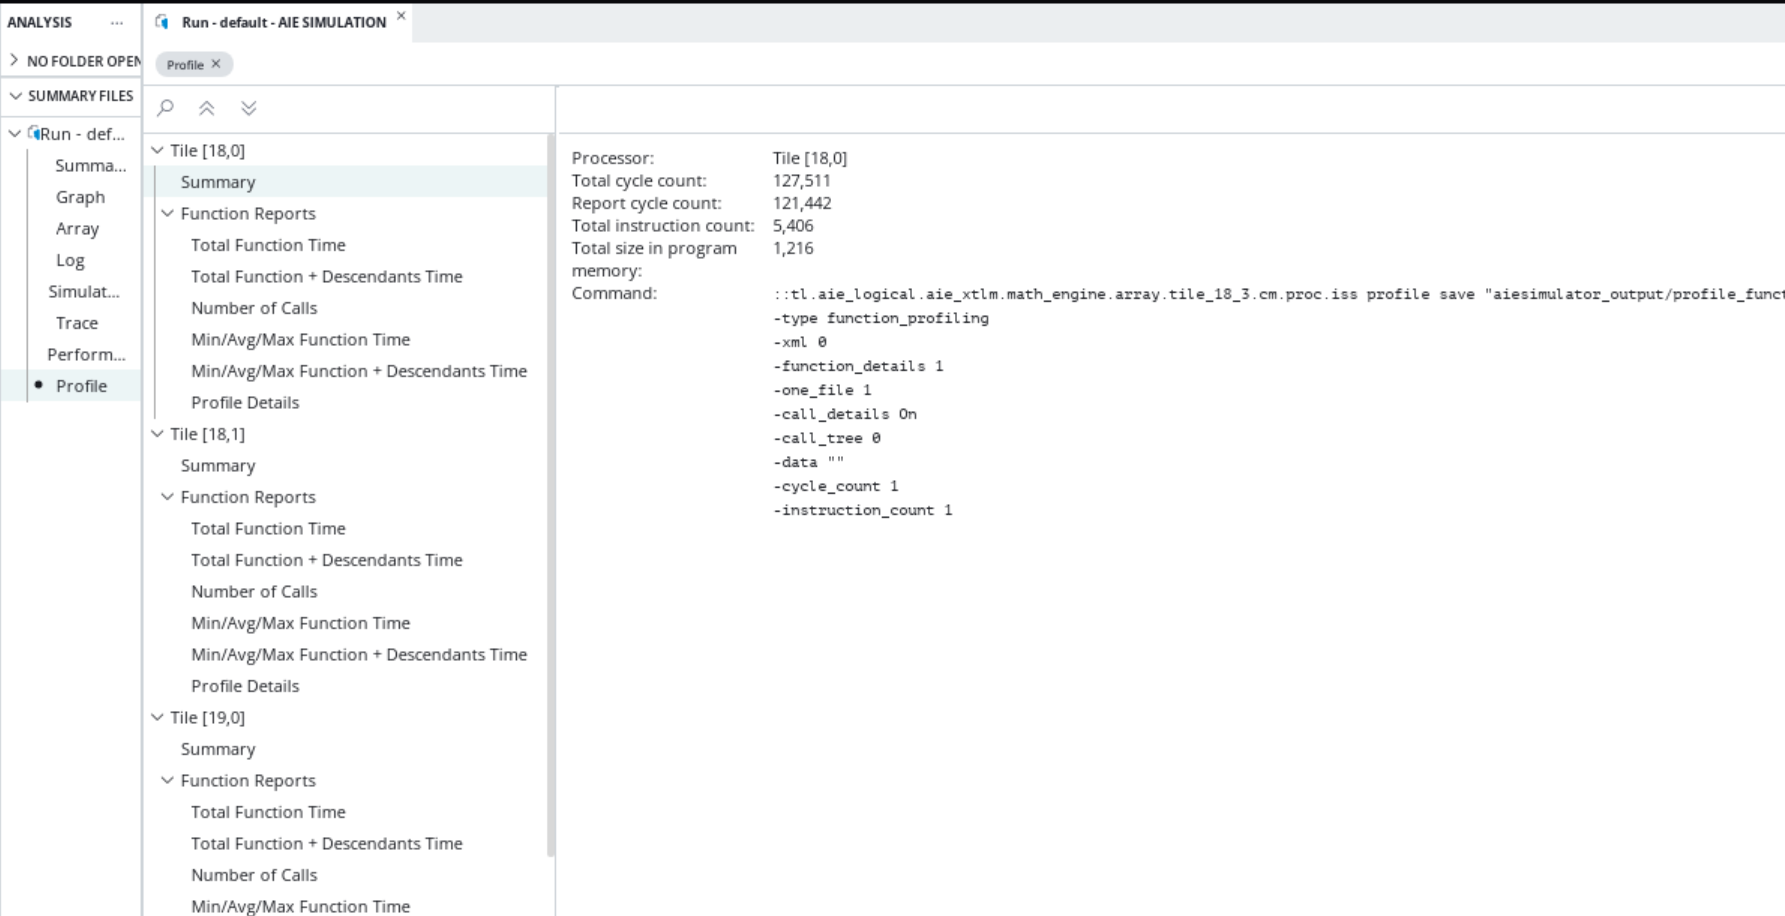 ANALYSIS
NO FOLDER OPEN
SUMMARY FILES
Run - def...
Summa...
Graph
Array
Log
Simulat...
Trace
Perform...
Profile
Run - default - AIE SIMULATION
Profile
Tile [18,0]
Summary
Function Reports
Total Function Time
Total Function + Descendants Time
Number of Calls
Min/Avg/Max Function Time
Min/Avg/Max Function + Descendants Time
Profile Details
Tile [18,1]
Summary
Function Reports
Total Function Time
Total Function + Descendants Time
Number of Calls
Min/Avg/Max Function Time
Min/Avg/Max Function + Descendants Time
Profile Details
Tile [19,0]
Summary
Function Reports
Total Function Time
Total Function + Descendants Time
Number of Calls
Min/Avg/Max Function Time
Processor: Tile [18,0]
Total cycle count: 127,511
Report cycle count: 121,442
Total instruction count: 5,406
Total size in program 1,216
memory:
Command: ::tl.aie_logical.aie_xtlm.math_engine.array.tile_18_3.cm.proc.iss profile save "aiesimulator_output/profile_funct
-type function_profiling
-xml 0
-function_details 1
-one_file 1
-call_details On
-call_tree 0
-data ""
-cycle_count 1
-instruction_count 1